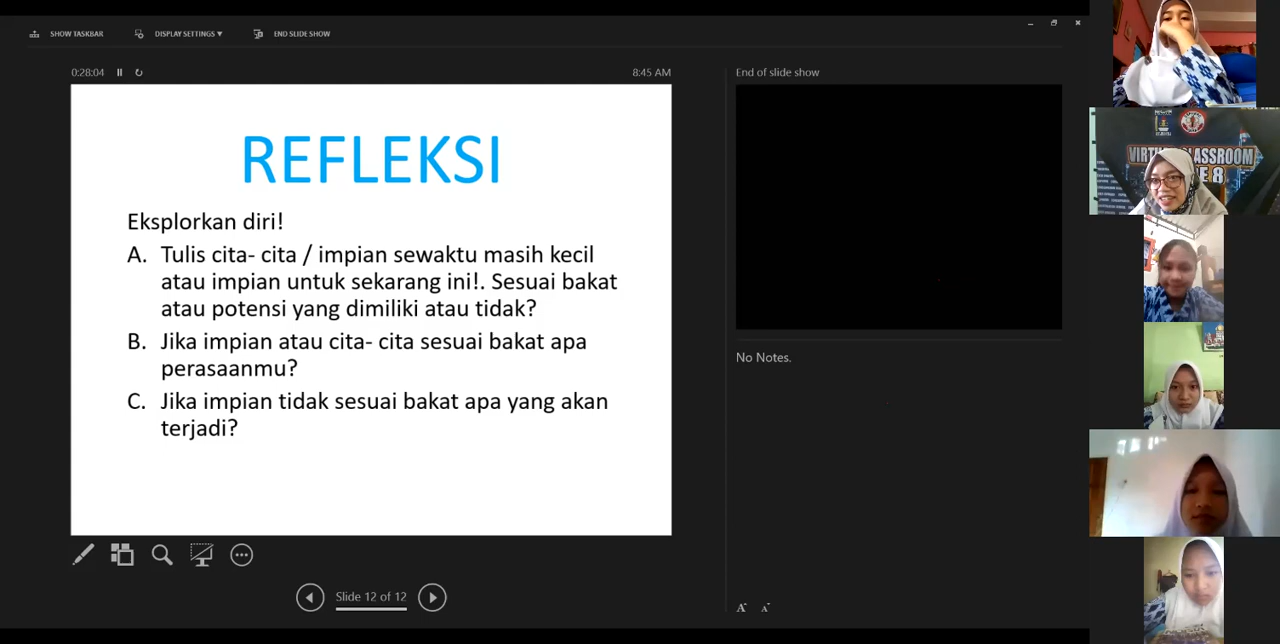 SHOW TASKBAR
DISPLAY SETTINGS ▼
END SLIDE SHOW
0:28:04
8:45 AM
End of slide show
REFLEKSI
Eksplorkan diri!
A. Tulis cita- cita / impian sewaktu masih kecil
atau impian untuk sekarang ini!. Sesuai bakat
atau potensi yang dimiliki atau tidak?
B. Jika impian atau cita- cita sesuai bakat apa
perasaanmu?
C. Jika impian tidak sesuai bakat apa yang akan
terjadi?
No Notes.
Slide 12 of 12
A A